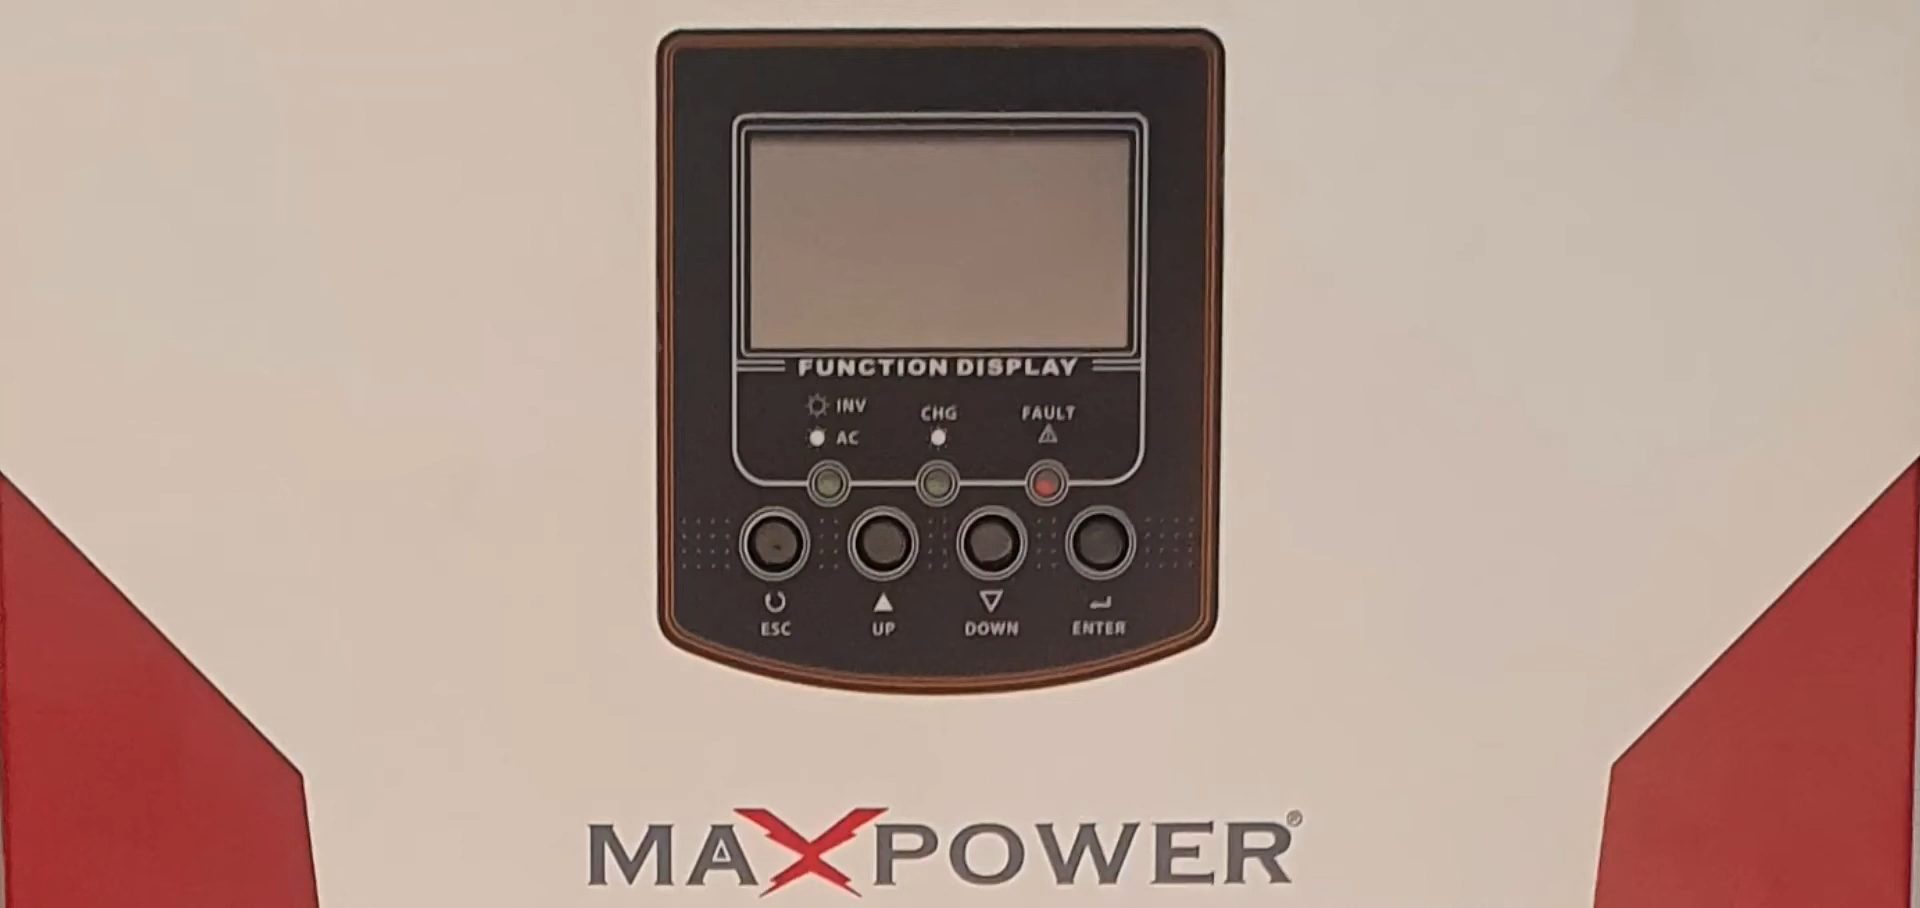 FUNCTION DISPLAY
INV
AC
CHG
FAULT
ESC
UP
DOWN
ENTER
MAXPOWER®